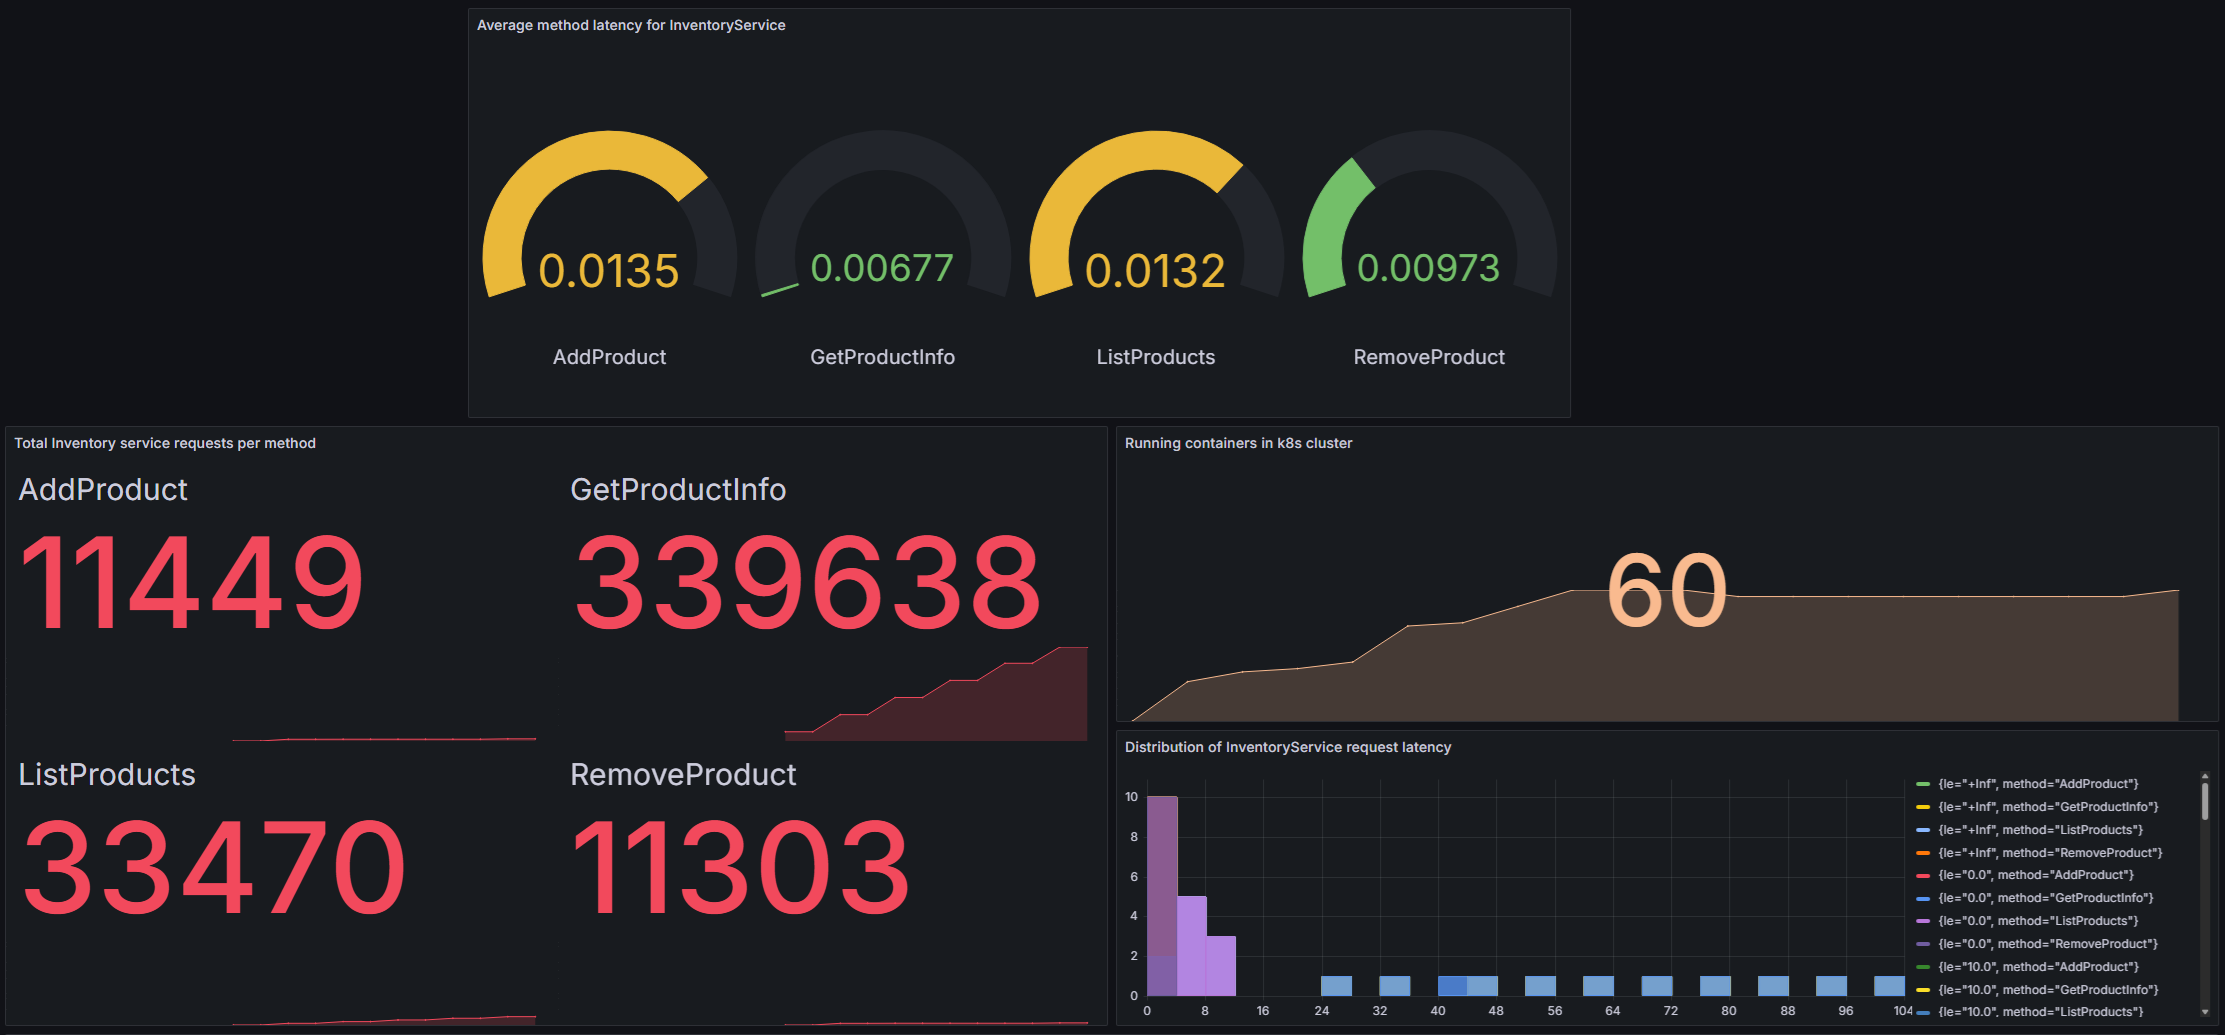 Average method latency for InventoryService
0.0135
0.00677
0.0132
0.00973
AddProduct
GetProductInfo
ListProducts
RemoveProduct
Total Inventory service requests per method
AddProduct
11449
GetProductInfo
339638
ListProducts
33470
RemoveProduct
11303
Running containers in k8s cluster
60
Distribution of InventoryService request latency
10
8
6
4
2
0
0 8 16 24 32 40 48 56 64 72 80 88 96 104
{le="+Inf", method="AddProduct"}
{le="+Inf", method="GetProductInfo"}
{le="+Inf", method="ListProducts"}
{le="+Inf", method="RemoveProduct"}
{le="0.0", method="AddProduct"}
{le="0.0", method="GetProductInfo"}
{le="0.0", method="ListProducts"}
{le="0.0", method="RemoveProduct"}
{le="10.0", method="AddProduct"}
{le="10.0", method="GetProductInfo"}
{le="10.0", method="ListProducts"}